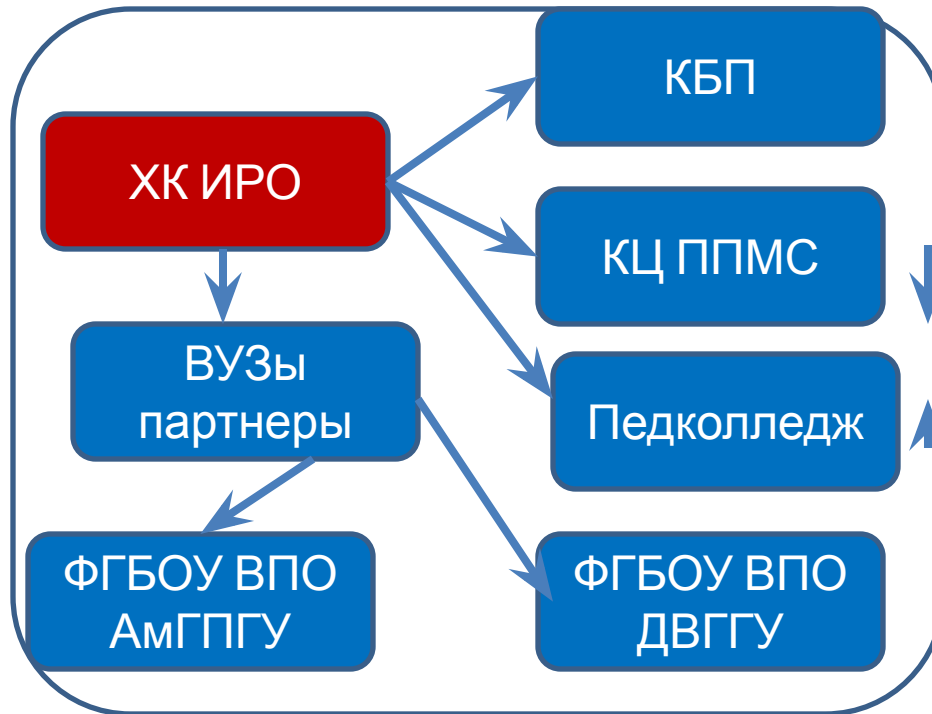 КБП
ХК ИРО
КЦ ППМС
ВУЗы
партнеры
Педколледж
ФГБОУ ВПО
АмГПГУ
ФГБОУ ВПО
ДВГГУ